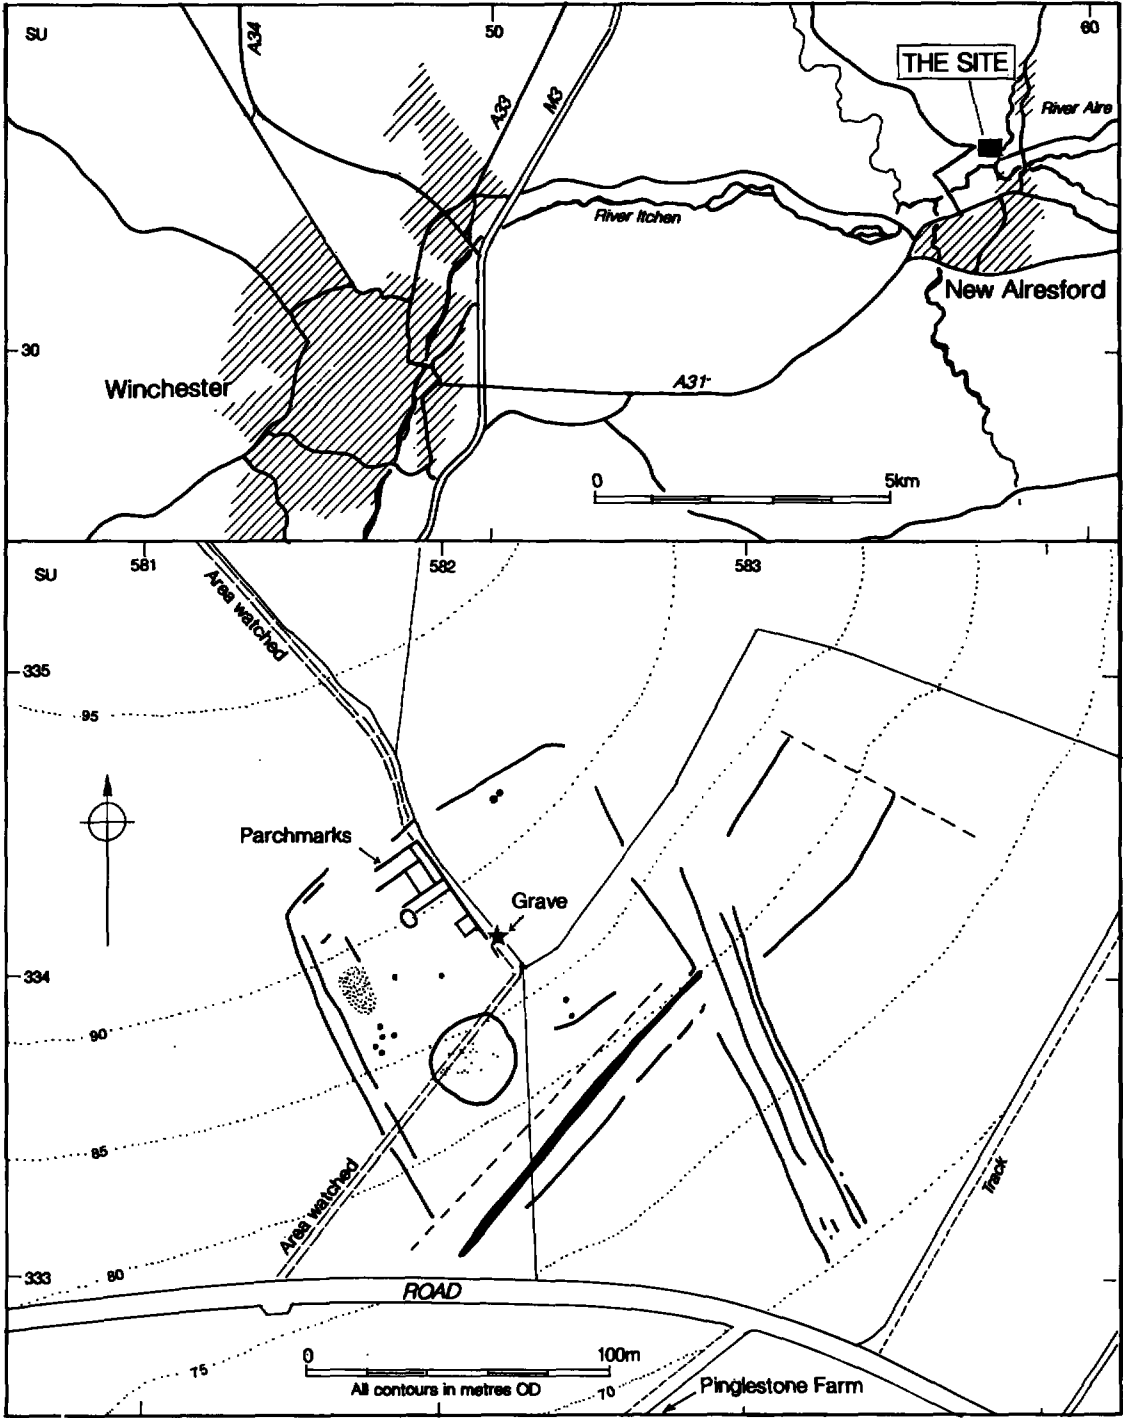 SU
50
60
A34
THE SITE
A33
M3
River Alre
River Itchen
New Alresford
30
Winchester
A31
0
5km
581
582
583
SU
Area watched
335
95
Parchmarks
Grave
334
90
85
Area watched
Track
333
80
ROAD
0
100m
75
All contours in metres OD
70
Pinglestone Farm